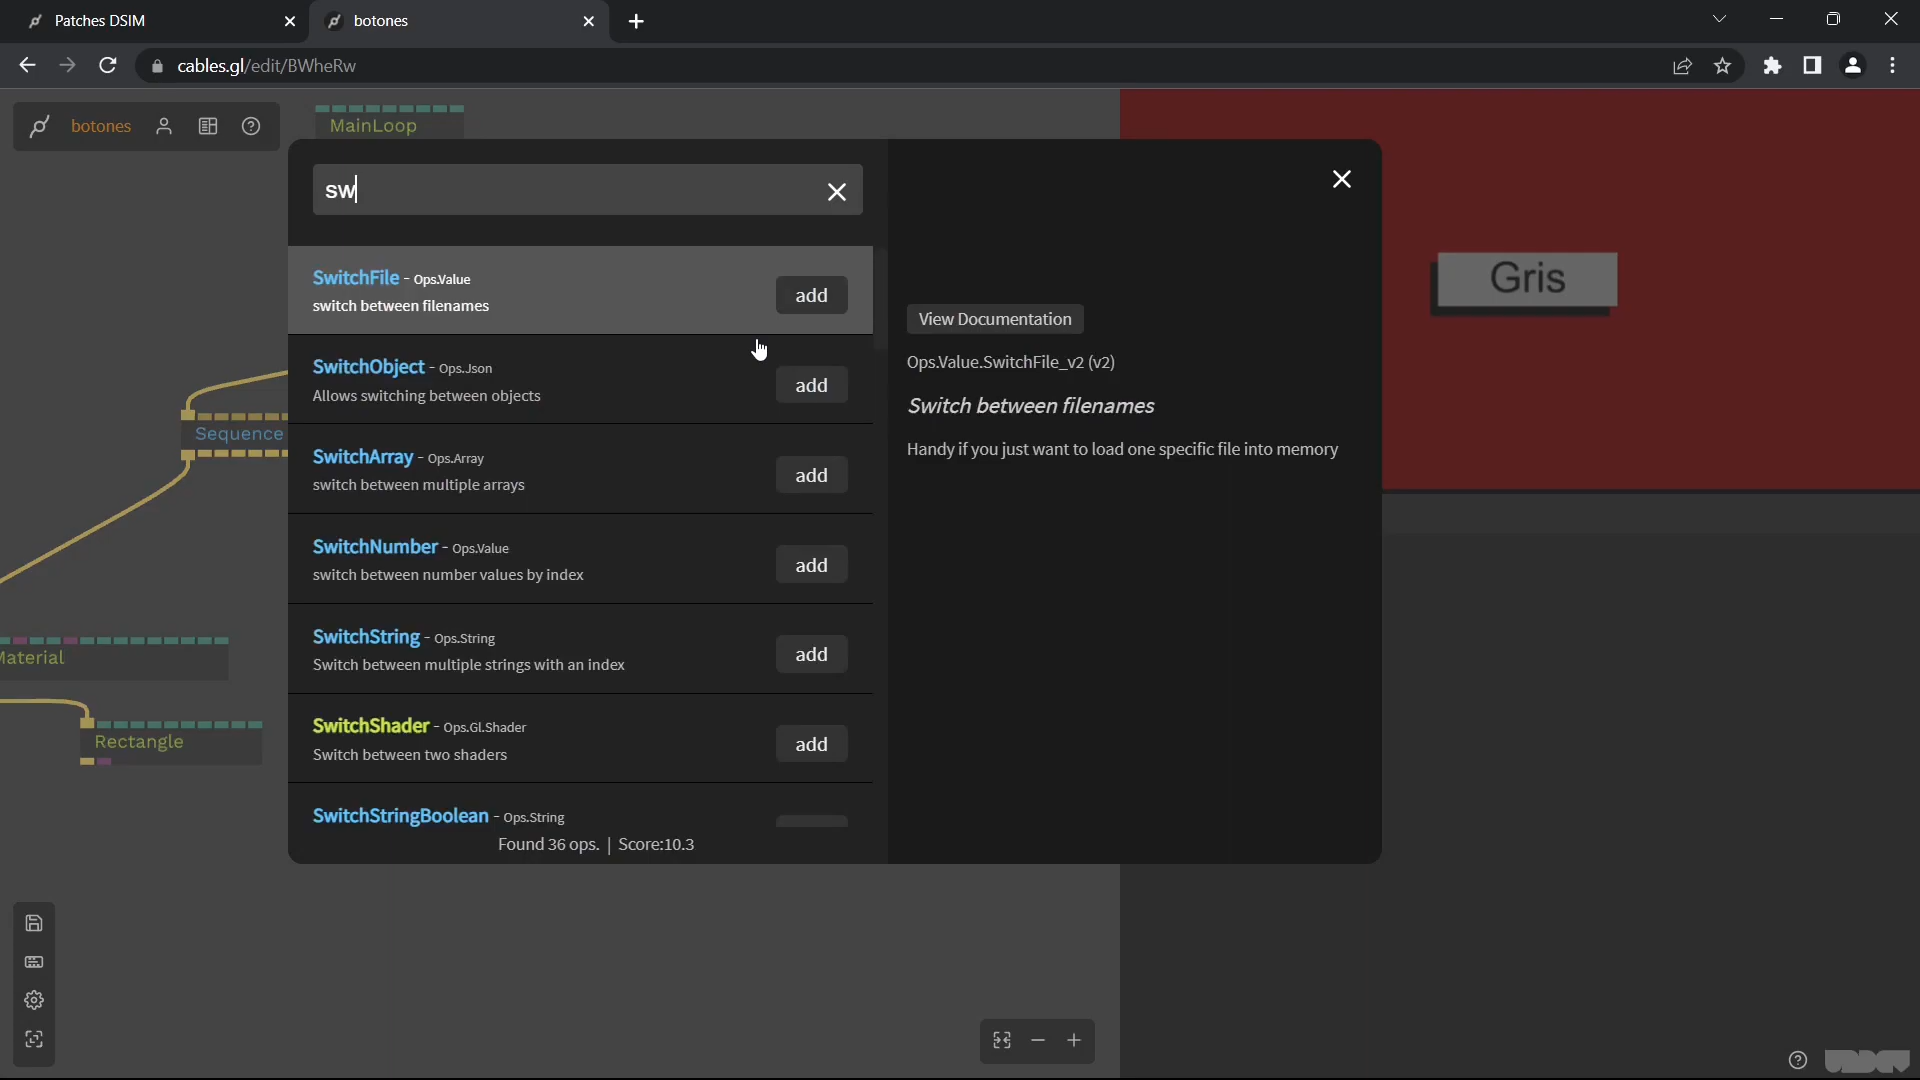 Patches DSIM
botones
cables.gl/edit/BWheRw
botones
MainLoop
sw
SwitchFile - Ops.Value
switch between filenames
add
SwitchObject - Ops.Json
Allows switching between objects
add
SwitchArray - Ops.Array
switch between multiple arrays
add
SwitchNumber - Ops.Value
switch between number values by index
add
SwitchString - Ops.String
Switch between multiple strings with an index
add
SwitchShader - Ops.Gl.Shader
Switch between two shaders
add
SwitchStringBoolean - Ops.String
Found 36 ops. | Score:10.3
View Documentation
Ops.Value.SwitchFile_v2 (v2)
Switch between filenames
Handy if you just want to load one specific file into memory
Gris
Sequence
Material
Rectangle